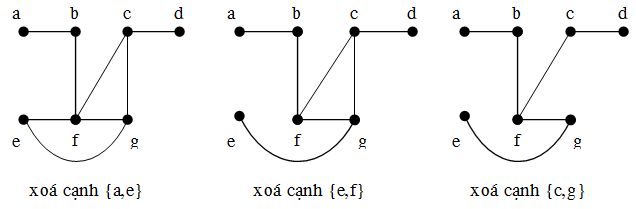 a b c d a b c d a b c d
e f g e f g e f g
xoá cạnh {a,e} xoá cạnh {e,f} xoá cạnh {c,g}